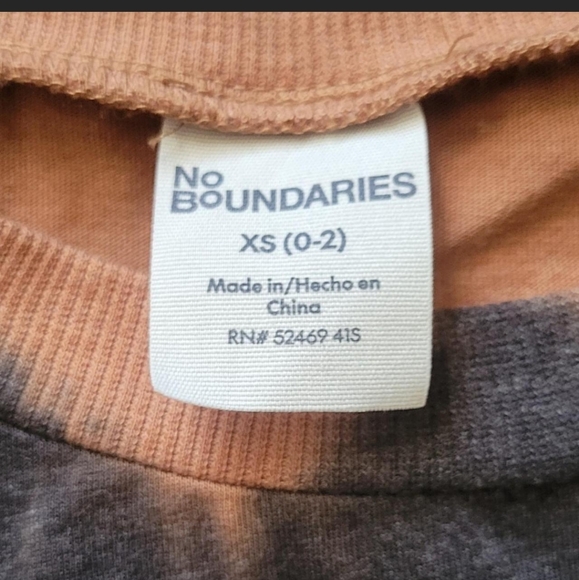 No
BoUNDARIES
XS (0-2)
Made in/Hecho en
China
RN# 52469 41S